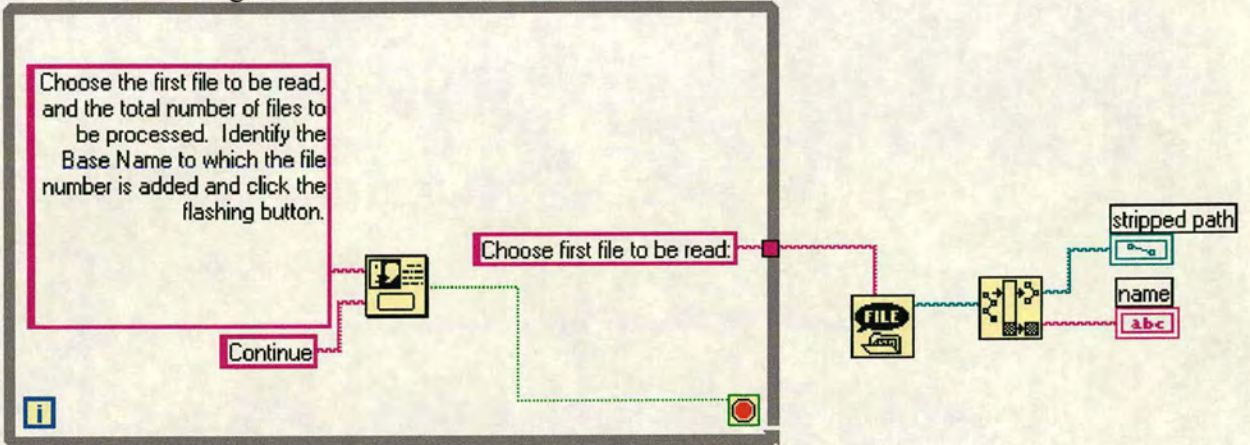 Choose the first file to be read,
and the total number of files to
be processed. Identify the
Base Name to which the file
number is added and click the
flashing button.
Continue
Choose first file to be read:
FILE
stripped path
name
abc
i